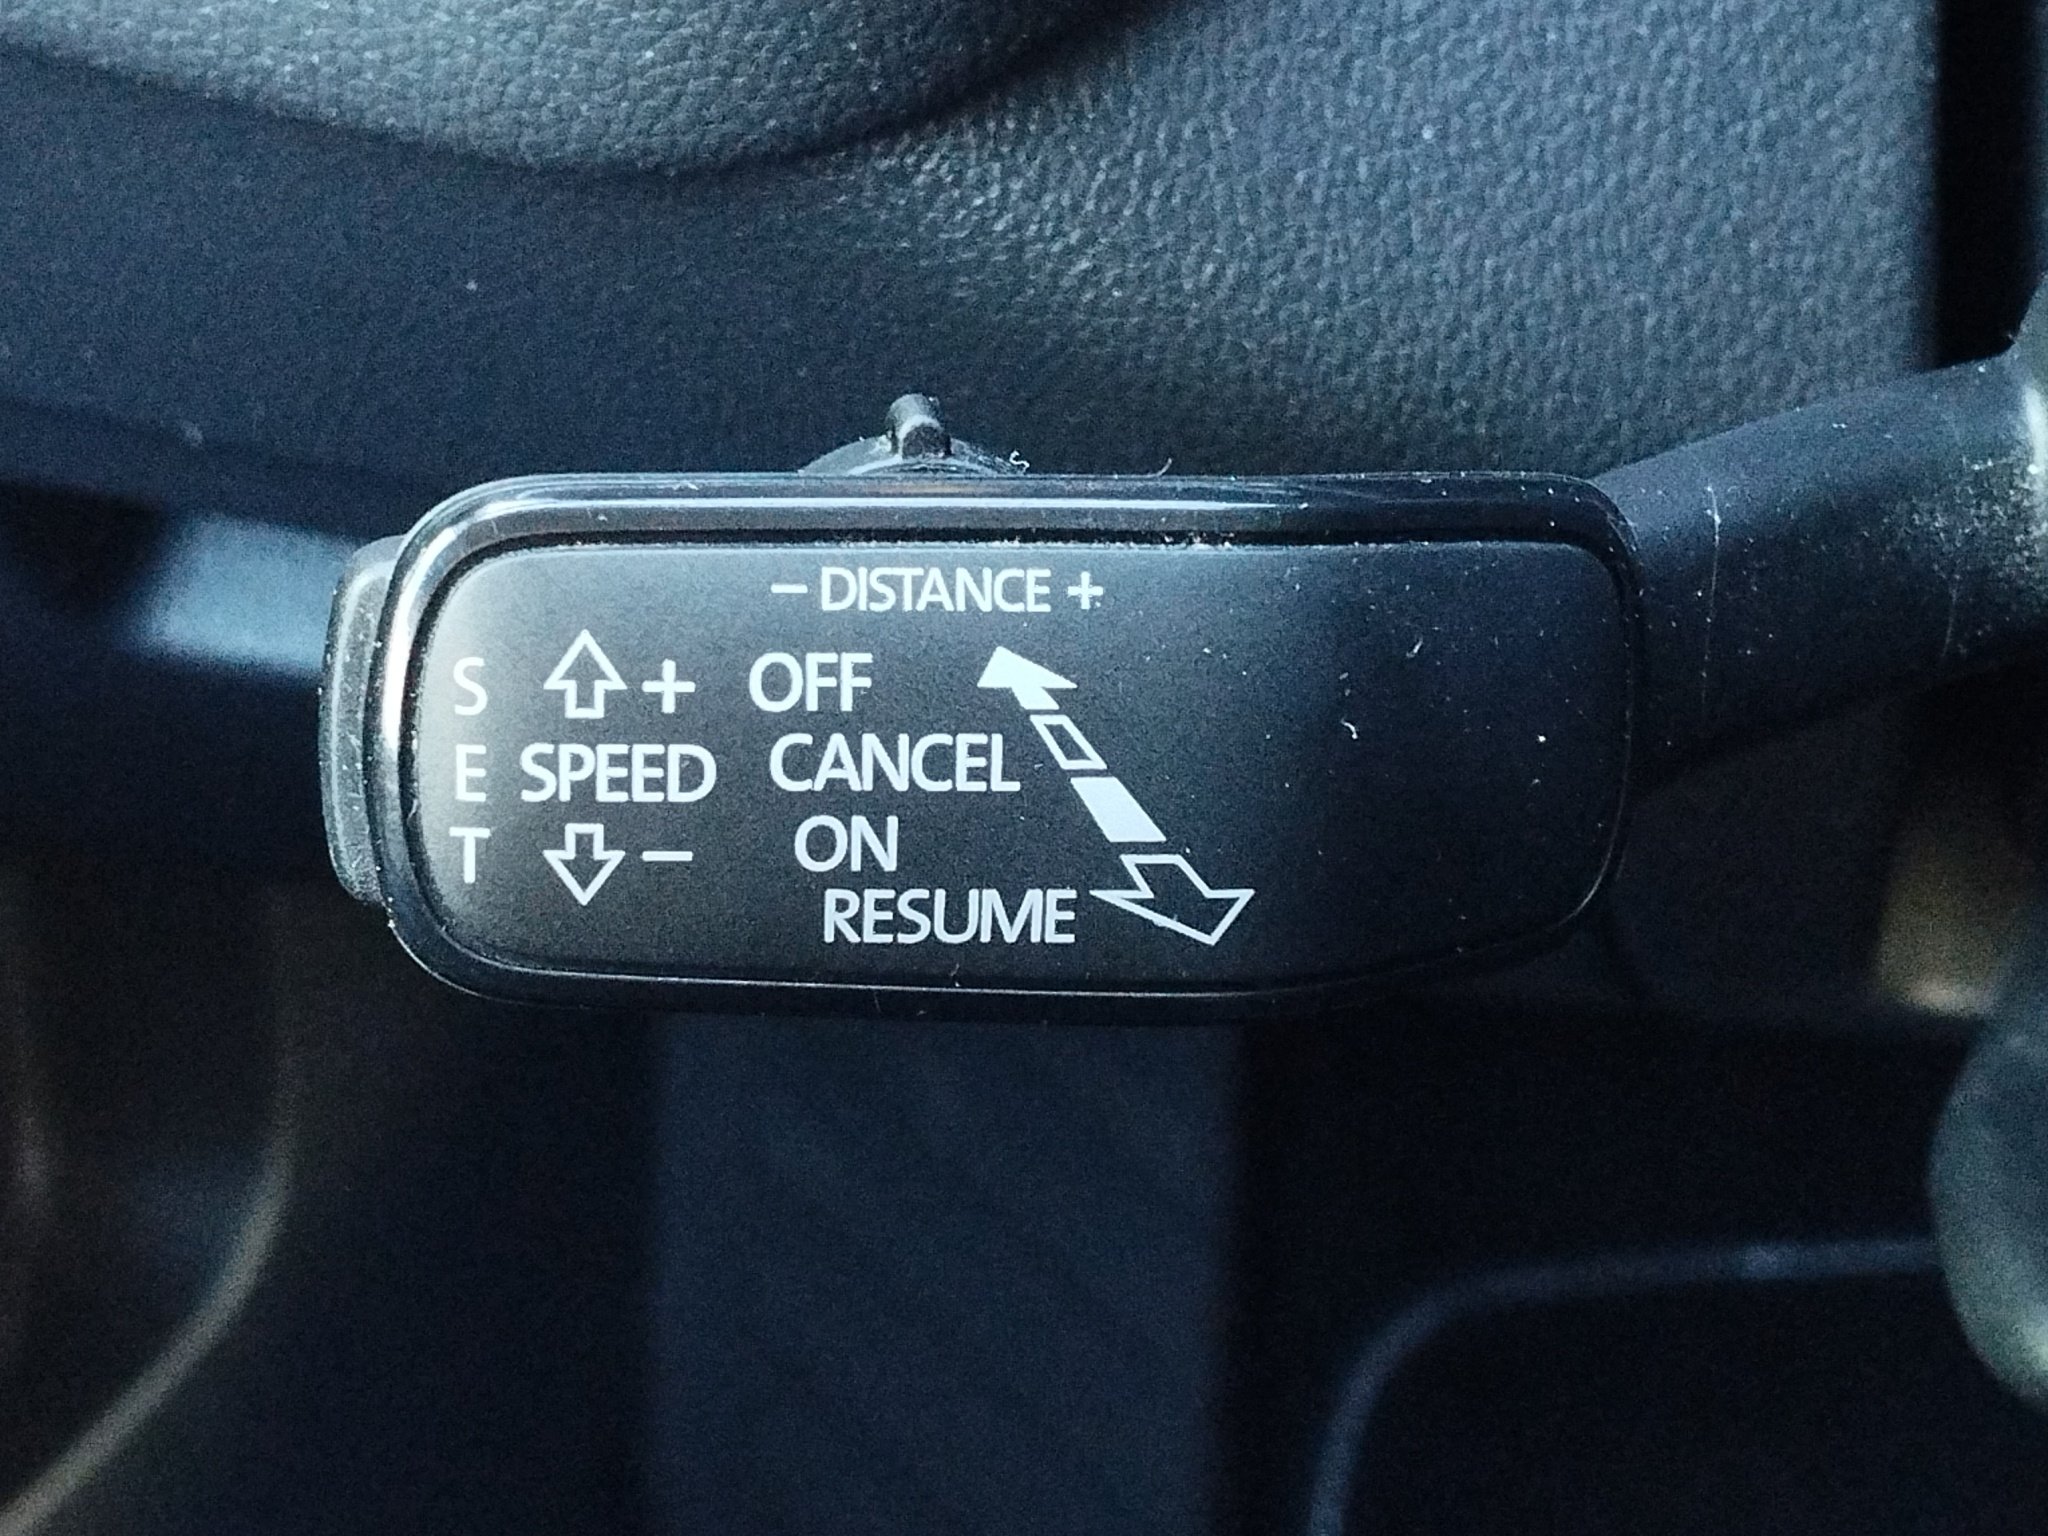 − DISTANCE +
S + OFF
E SPEED CANCEL
T − ON
RESUME